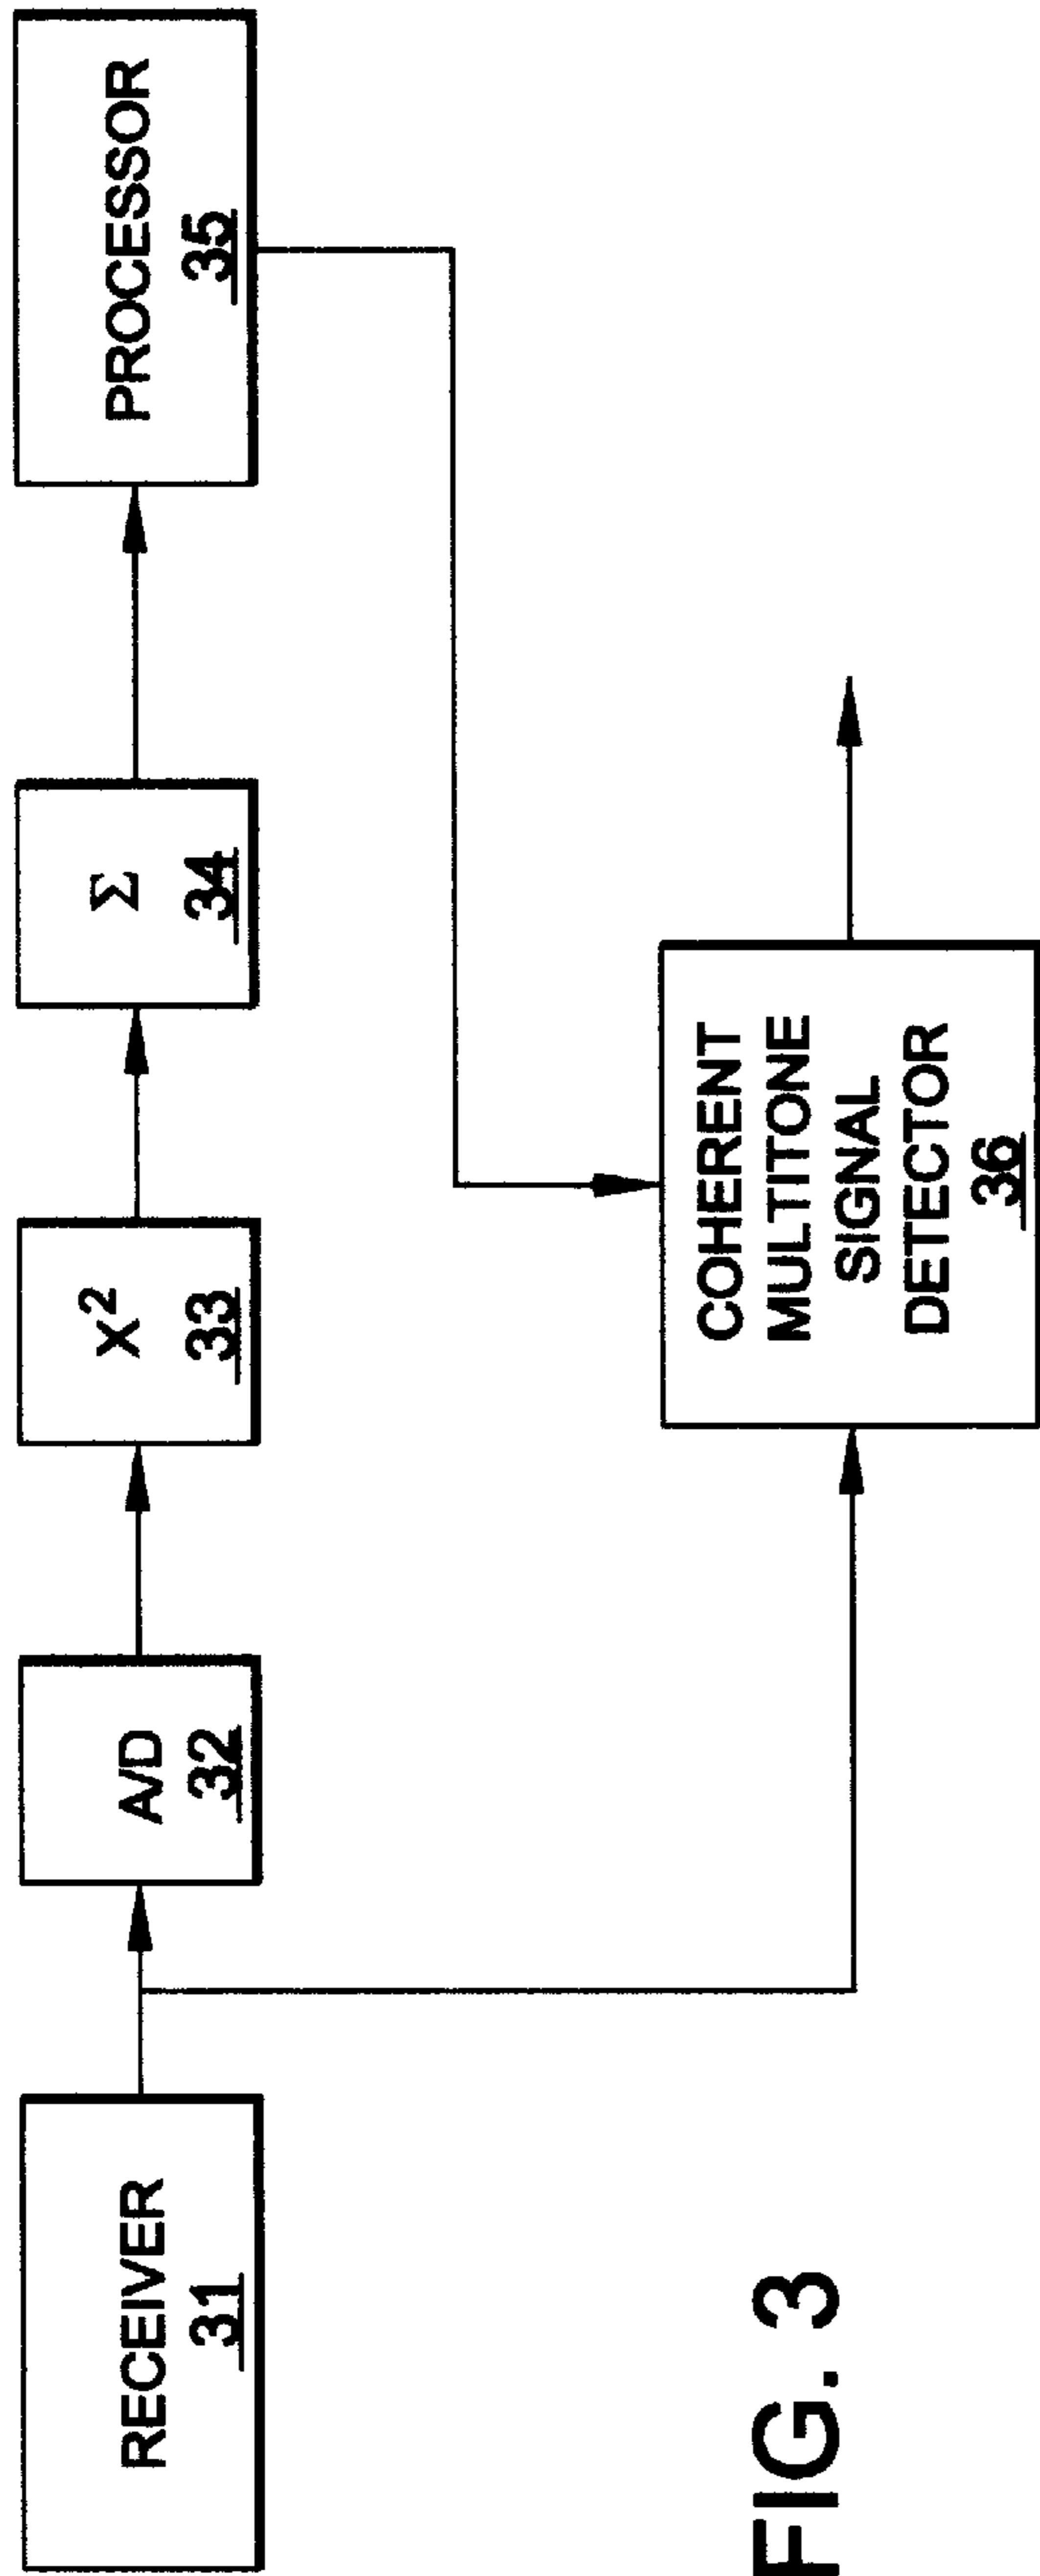 RECEIVER
31
A/D
32
X²
33
Σ
34
PROCESSOR
35
COHERENT
MULTITONE
SIGNAL
DETECTOR
36
FIG. 3